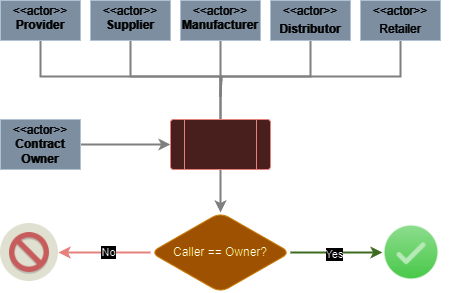 <<actor>>
Provider
<<actor>>
Supplier
<<actor>>
Manufacturer
<<actor>>
Distributor
<<actor>>
Retailer
<<actor>>
Contract
Owner
Caller == Owner?
No
Yes